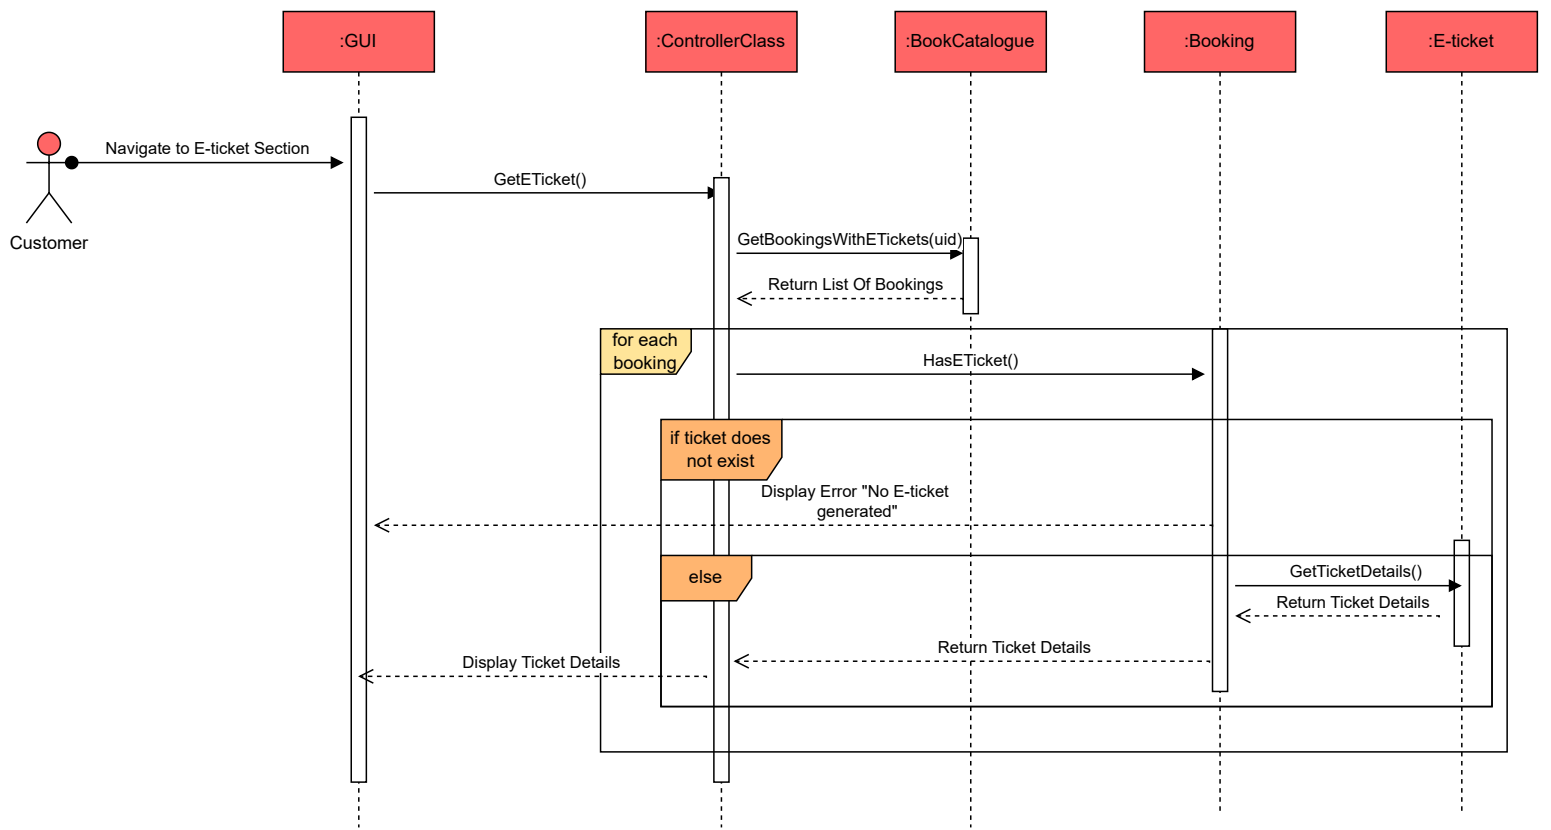 :GUI
:ControllerClass
:BookCatalogue
:Booking
:E-ticket
Navigate to E-ticket Section
Customer
GetETicket()
GetBookingsWithETickets(uid)
Return List Of Bookings
for each
booking
HasETicket()
if ticket does
not exist
Display Error "No E-ticket
generated"
else
GetTicketDetails()
Return Ticket Details
Return Ticket Details
Display Ticket Details